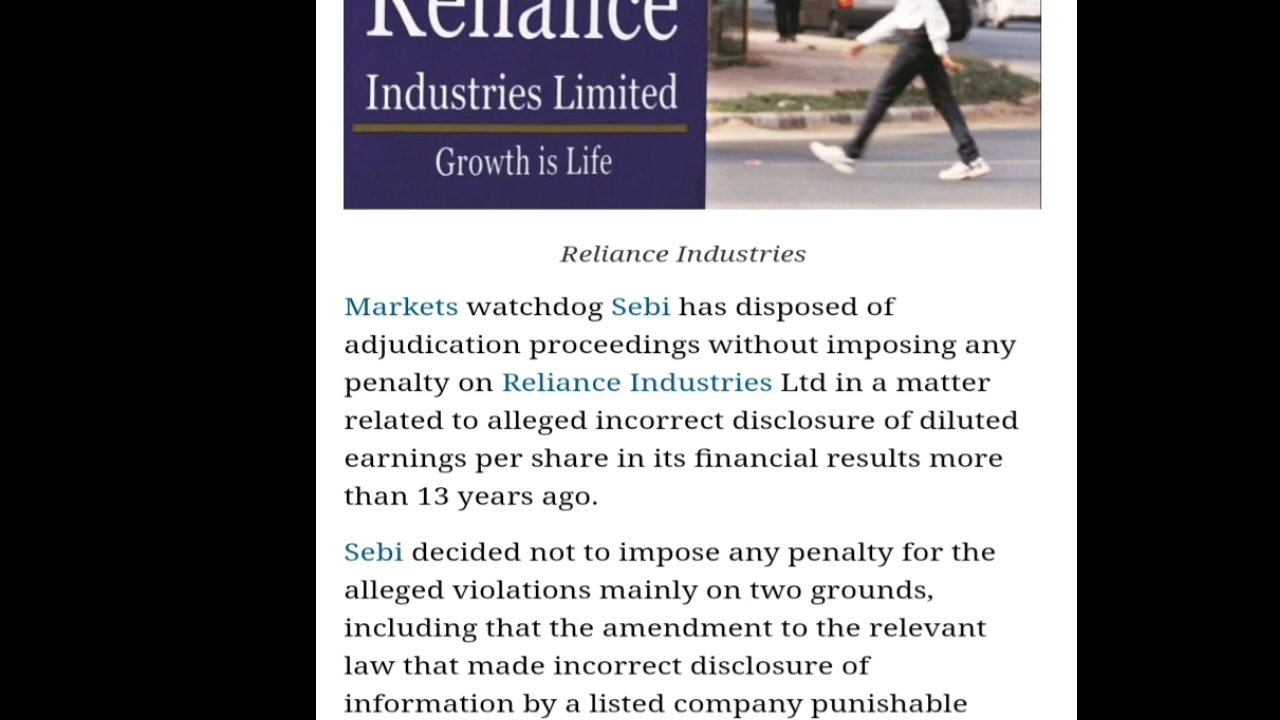 Reliance
Industries Limited
Growth is Life
Reliance Industries
Markets watchdog Sebi has disposed of
adjudication proceedings without imposing any
penalty on Reliance Industries Ltd in a matter
related to alleged incorrect disclosure of diluted
earnings per share in its financial results more
than 13 years ago.
Sebi decided not to impose any penalty for the
alleged violations mainly on two grounds,
including that the amendment to the relevant
law that made incorrect disclosure of
information by a listed company punishable